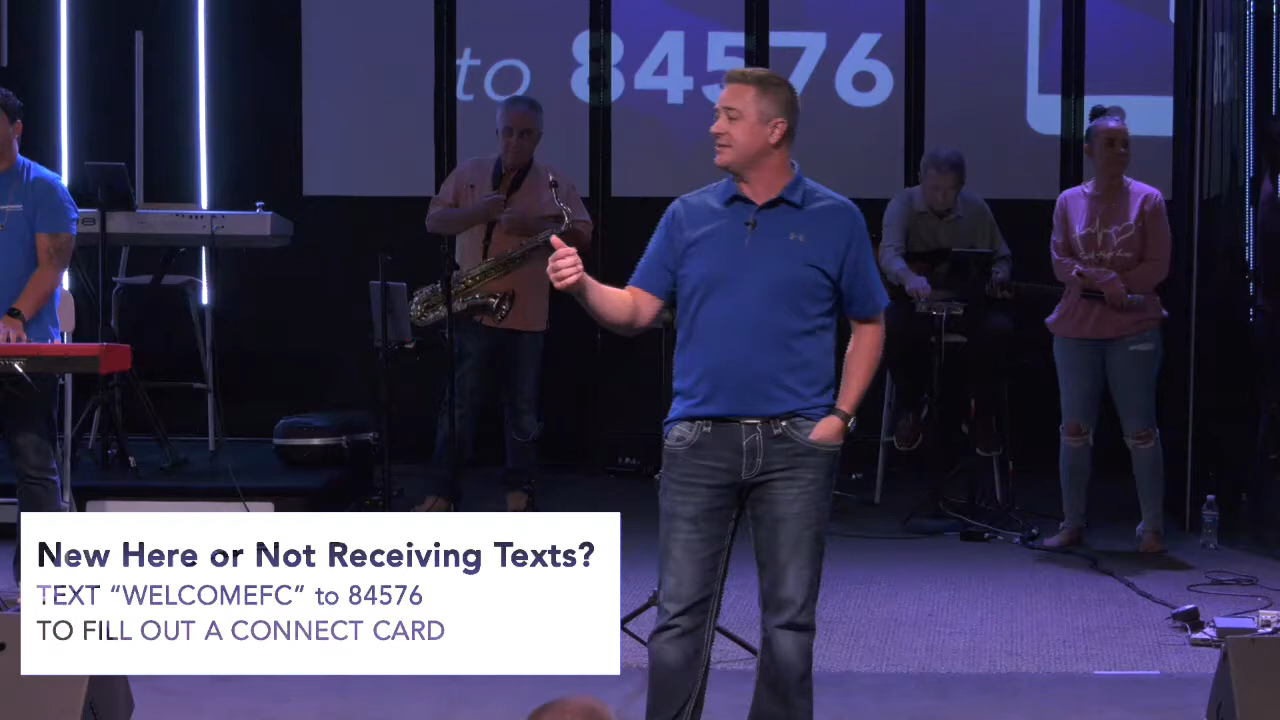 to 84576
New Here or Not Receiving Texts?
TEXT “WELCOMEFC” to 84576
TO FILL OUT A CONNECT CARD